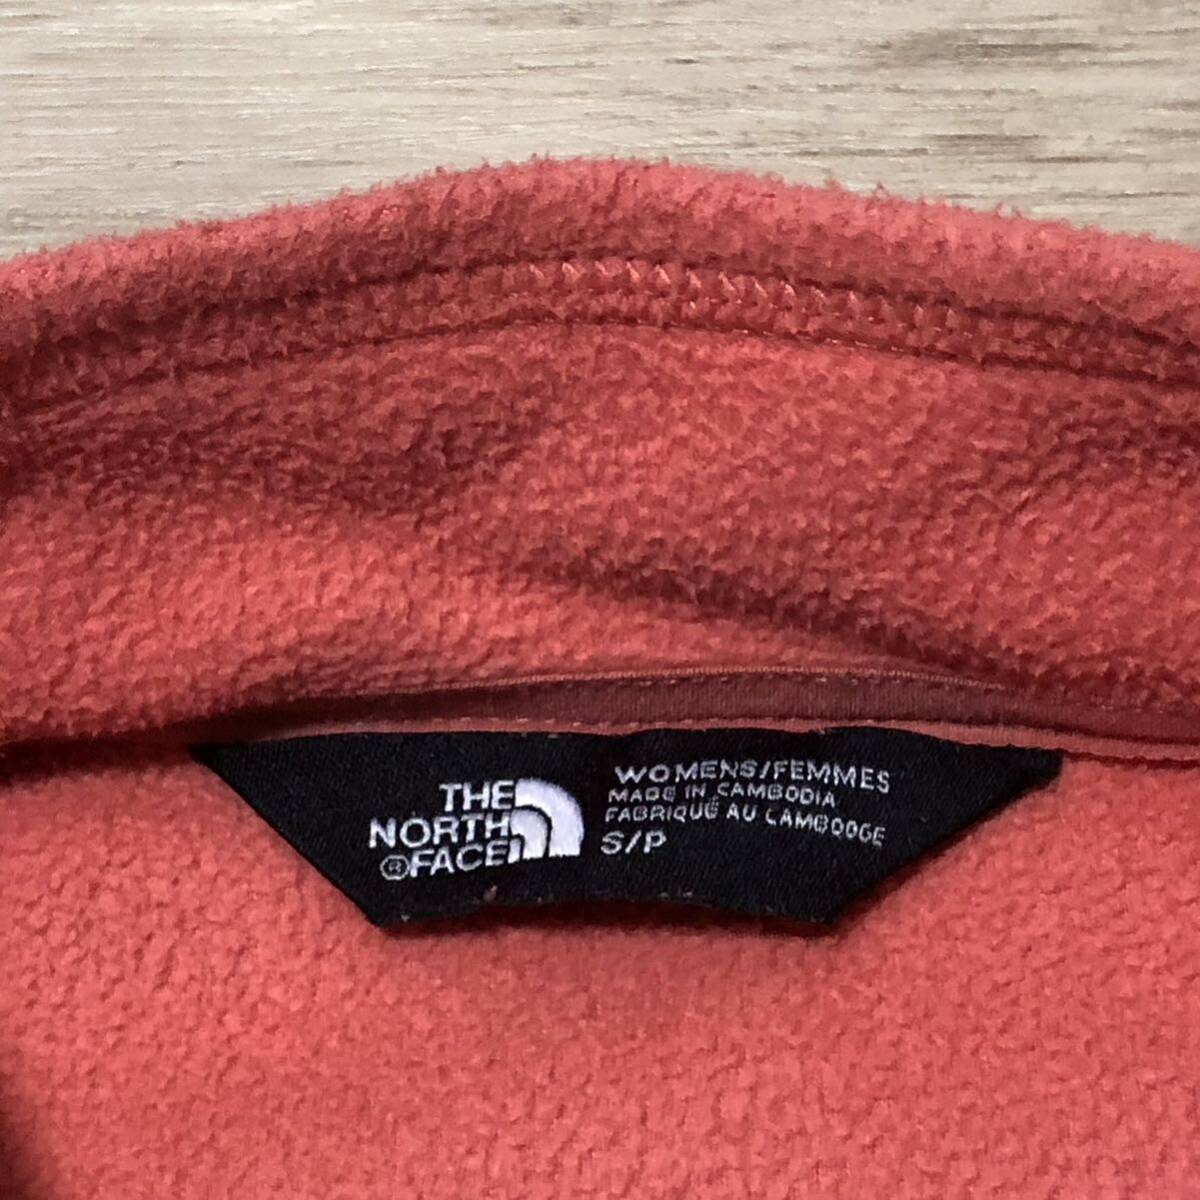 THE
NORTH
®FACE
WOMENS/FEMMES
MADE IN CAMBODIA
FABRIQUÉ AU CAMBODGE
S/P